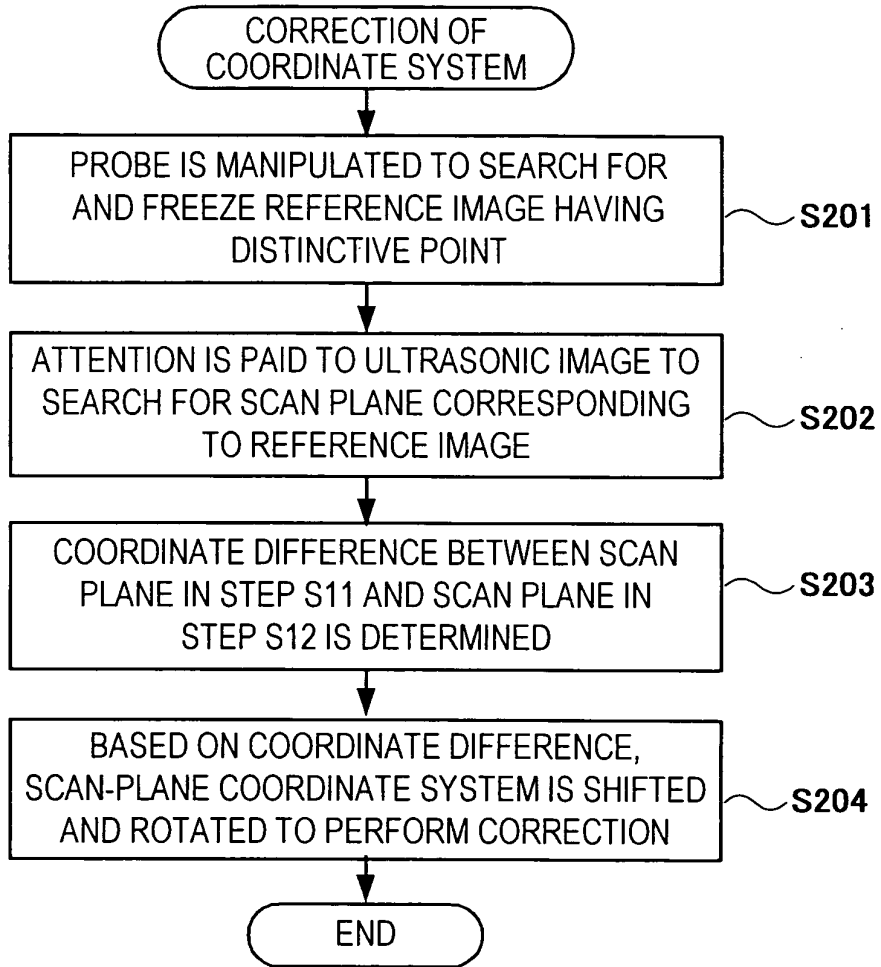 CORRECTION OF
COORDINATE SYSTEM
PROBE IS MANIPULATED TO SEARCH FOR
AND FREEZE REFERENCE IMAGE HAVING
DISTINCTIVE POINT
S201
ATTENTION IS PAID TO ULTRASONIC IMAGE TO
SEARCH FOR SCAN PLANE CORRESPONDING
TO REFERENCE IMAGE
S202
COORDINATE DIFFERENCE BETWEEN SCAN
PLANE IN STEP S11 AND SCAN PLANE IN
STEP S12 IS DETERMINED
S203
BASED ON COORDINATE DIFFERENCE,
SCAN-PLANE COORDINATE SYSTEM IS SHIFTED
AND ROTATED TO PERFORM CORRECTION
S204
END